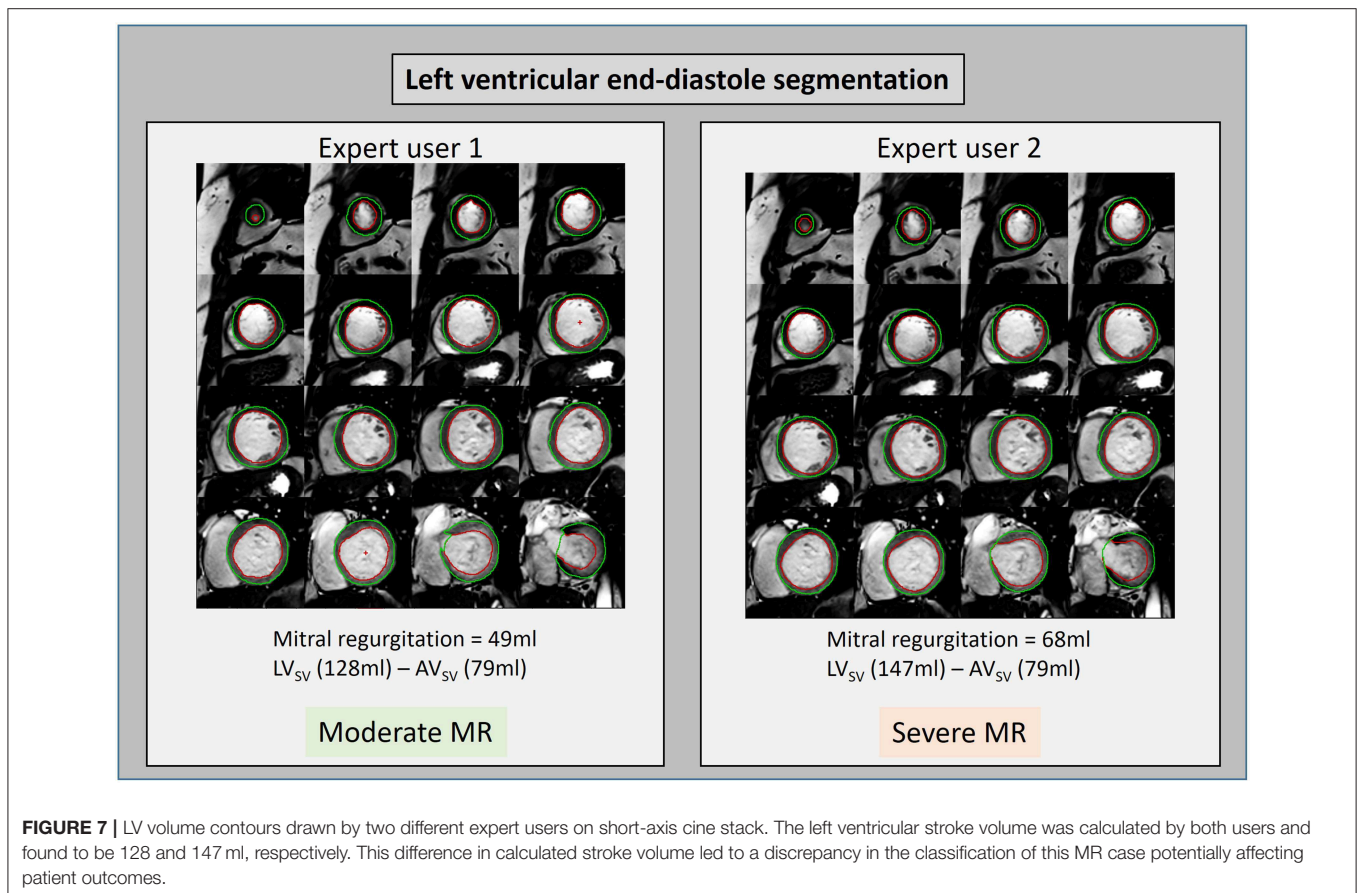 Left ventricular end-diastole segmentation
Expert user 1
Mitral regurgitation = 49ml
LVSV (128ml) – AVSV (79ml)
Moderate MR
Expert user 2
Mitral regurgitation = 68ml
LVSV (147ml) – AVSV (79ml)
Severe MR
FIGURE 7 | LV volume contours drawn by two different expert users on short-axis cine stack. The left ventricular stroke volume was calculated by both users and
found to be 128 and 147 ml, respectively. This difference in calculated stroke volume led to a discrepancy in the classification of this MR case potentially affecting
patient outcomes.